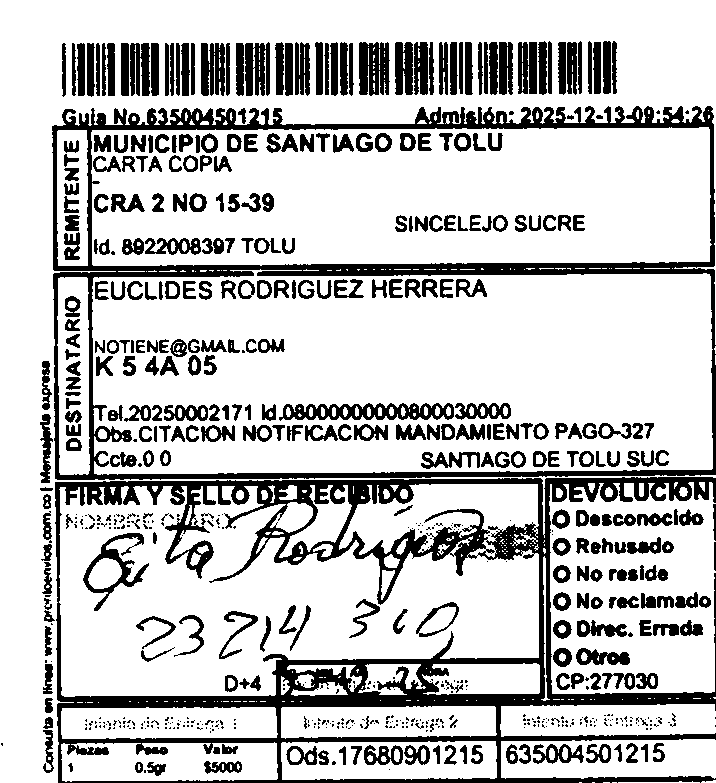 Guia No.635004501215 Admisión: 2025-12-13-09:54:26
REMITENTE
MUNICIPIO DE SANTIAGO DE TOLU
CARTA COPIA
-
CRA 2 NO 15-39
SINCELEJO SUCRE
Id. 8922008397 TOLU
DESTINATARIO
EUCLIDES RODRIGUEZ HERRERA
NOTIENE@GMAIL.COM
K 5 4A 05
Tel.20250002171 Id.08000000000800030000
Obs.CITACION NOTIFICACION MANDAMIENTO PAGO-327
Ccte.0 0 SANTIAGO DE TOLU SUC
Consulta en línea: www.prontoenvios.com.co | Mensajería expresa
FIRMA Y SELLO DE RECIBIDO
NOMBRE CLARO:
Rodriguez
23 214 310
D+4
DEVOLUCION
Desconocido
Rehusado
No reside
No reclamado
Direc. Errada
Otros
CP:277030
Intento de Entrega 1 Intento de Entrega 2 Intento de Entrega 3
Piezas Peso Valor
1 0.5gr $5000
Ods.17680901215 635004501215